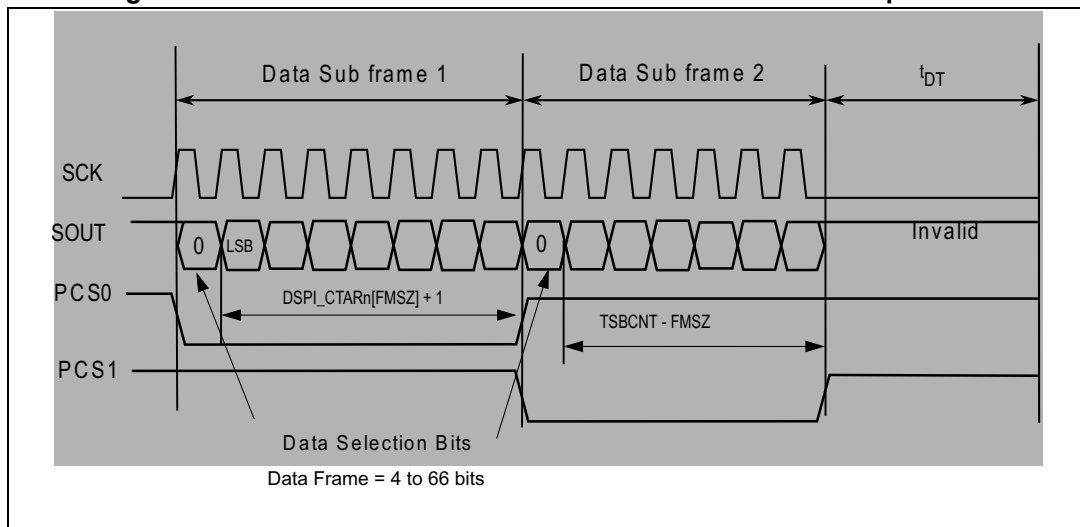 Data Sub frame 1
Data Sub frame 2
tDT
SCK
SOUT
0
LSB
0
Invalid
PCS0
DSPI_CTARn[FMSZ] + 1
TSBCNT - FMSZ
PCS1
Data Selection Bits
Data Frame = 4 to 66 bits